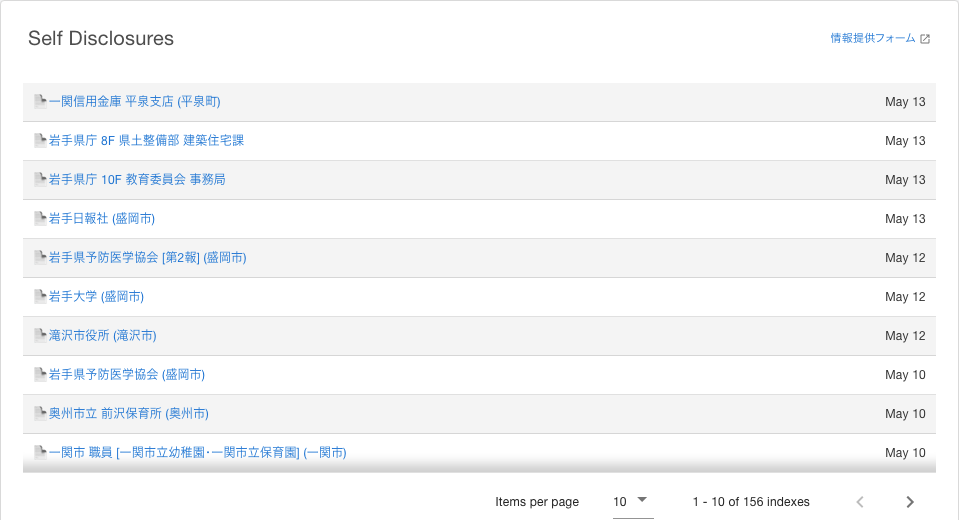 Self Disclosures
情報提供フォーム
一関信用金庫 平泉支店 (平泉町) May 13
岩手県庁 8F 県土整備部 建築住宅課 May 13
岩手県庁 10F 教育委員会 事務局 May 13
岩手日報社 (盛岡市) May 13
岩手県予防医学協会 [第2報] (盛岡市) May 12
岩手大学 (盛岡市) May 12
滝沢市役所 (滝沢市) May 12
岩手県予防医学協会 (盛岡市) May 10
奥州市立 前沢保育所 (奥州市) May 10
一関市 職員 [一関市立幼稚園･一関市立保育園] (一関市) May 10
Items per page 10 1 - 10 of 156 indexes